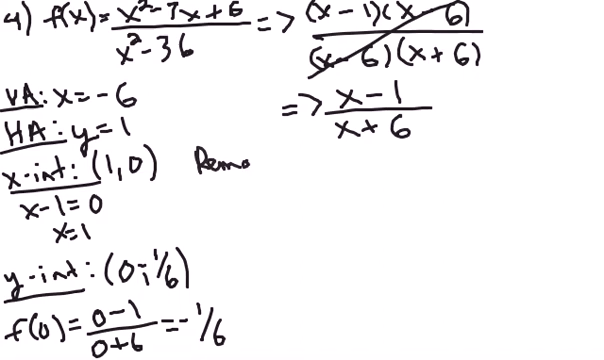 4) f(x) = x² - 7x + 6 / x² - 36 => (x - 1)(x - 6) / (x - 6)(x + 6)
=> x - 1 / x + 6
VA: x = -6
HA: y = 1
x-int: (1, 0) Remo
x - 1 = 0
x = 1
y-int: (0, -1/6)
f(0) = 0 - 1 / 0 + 6 = -1/6